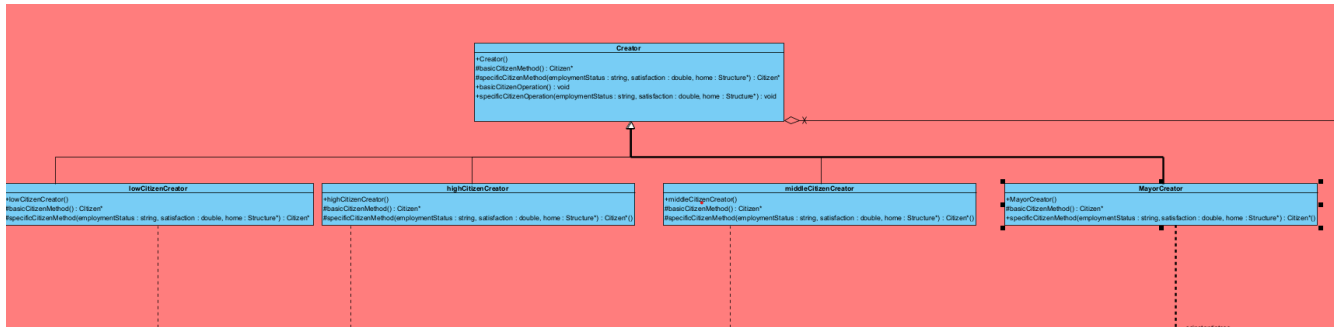 Creator
+Creator()
#basicCitizenMethod() : Citizen*
#specificCitizenMethod(employmentStatus : string, satisfaction : double, home : Structure*) : Citizen*
+basicCitizenOperation() : void
+specificCitizenOperation(employmentStatus : string, satisfaction : double, home : Structure*) : void
X
lowCitizenCreator
+lowCitizenCreator()
#basicCitizenMethod() : Citizen*
#specificCitizenMethod(employmentStatus : string, satisfaction : double, home : Structure*) : Citizen*()
highCitizenCreator
+highCitizenCreator()
#basicCitizenMethod() : Citizen*
#specificCitizenMethod(employmentStatus : string, satisfaction : double, home : Structure*) : Citizen*()
middleCitizenCreator
+middleCitizenCreator()
#basicCitizenMethod() : Citizen*
#specificCitizenMethod(employmentStatus : string, satisfaction : double, home : Structure*) : Citizen*()
MayorCreator
+MayorCreator()
#basicCitizenMethod() : Citizen*
+specificCitizenMethod(employmentStatus : string, satisfaction : double, home : Structure*) : Citizen*()